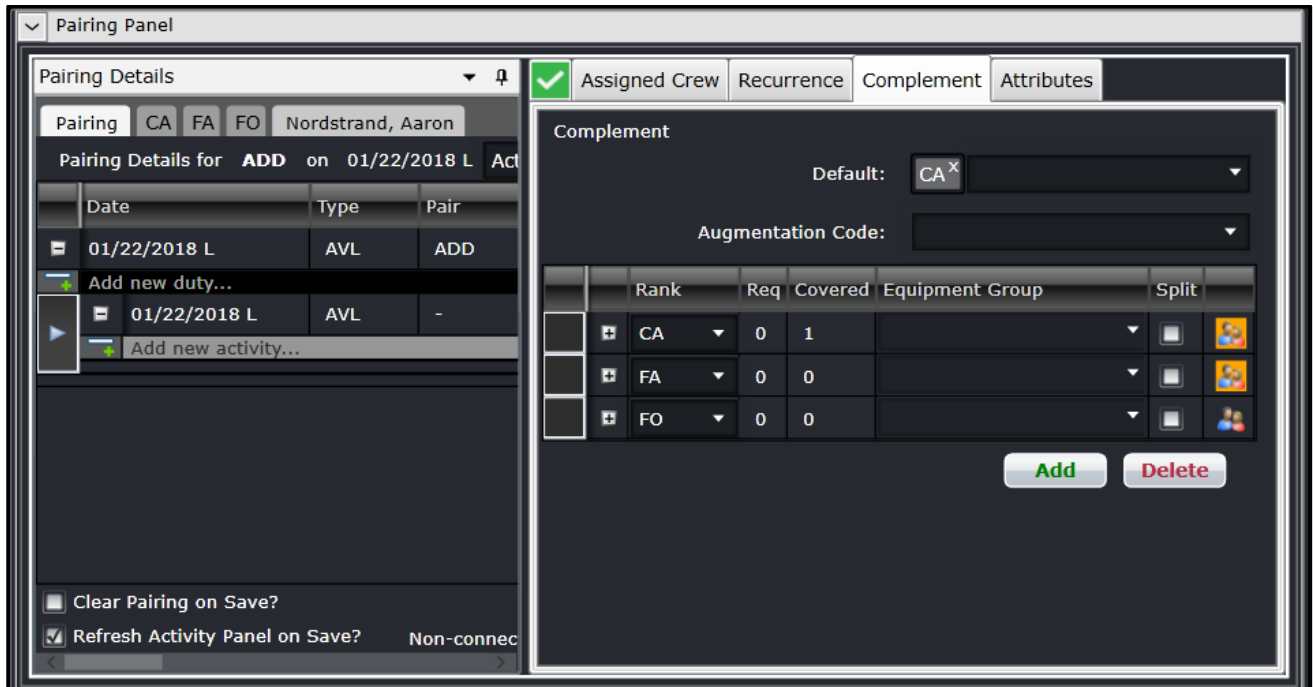 Pairing Panel
Pairing Details
Pairing CA FA FO Nordstrand, Aaron
Pairing Details for ADD on 01/22/2018 L Act
Date Type Pair
01/22/2018 L AVL ADD
Add new duty...
01/22/2018 L AVL -
Add new activity...
Clear Pairing on Save?
Refresh Activity Panel on Save? Non-connec
Assigned Crew Recurrence Complement Attributes
Complement
Default: CA x
Augmentation Code:
Rank Req Covered Equipment Group Split
CA 0 1
FA 0 0
FO 0 0
Add Delete